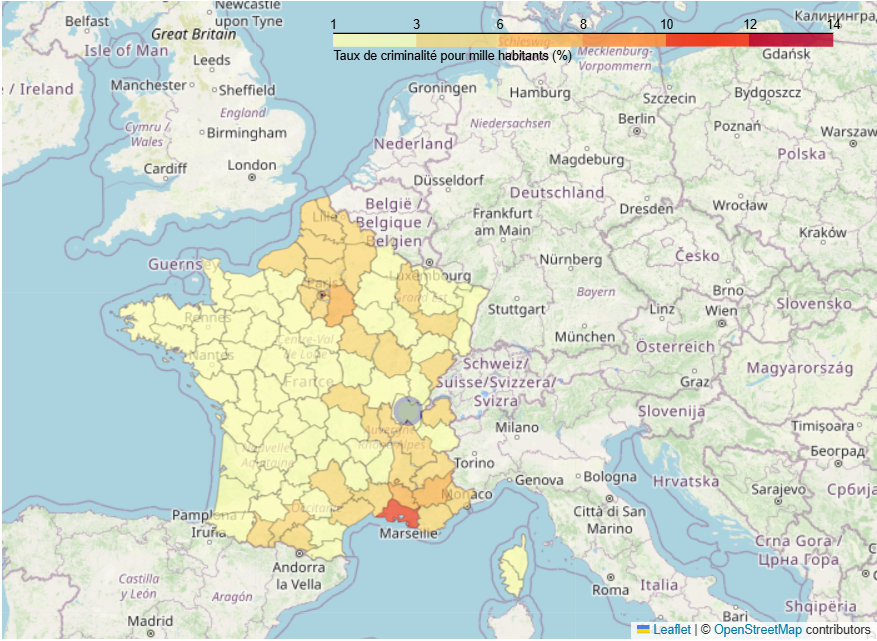 1
3
6
8
10
12
14
Taux de criminalité pour mille habitants (%)
Newcastle
upon Tyne
Belfast
Great Britain
Isle of Man
Leeds
/ Ireland
Manchester
Sheffield
England
Cymru /
Wales
Birmingham
Cardiff
London
Калининград
Schleswig-
Mecklenburg-
Vorpommern
Gdańsk
Groningen
Hamburg
Szczecin
Bydgoszcz
Niedersachsen
Berlin
Poznań
Warszaw
Nederland
Magdeburg
Polska
Düsseldorf
Deutschland
België /
Belgique /
Belgien
Lille
Frankfurt
am Main
Dresden
Wrocław
Kraków
Guernsey
Luxembourg
Nürnberg
Česko
Paris
Grand Est
Bayern
Brno
Slovensko
Rennes
Stuttgart
Linz
Wien
Centre-Val
de Loire
München
Nantes
Österreich
Magyarország
France
Schweiz/
Suisse/Svizzera/
Svizra
Graz
Slovenija
Auvergne-
Rhône-Alpes
Milano
Timișoara
Nouvelle-
Aquitaine
Torino
Београд
Genova
Bologna
Hrvatska
Monaco
Sarajevo
Србија
Occitanie
Città di San
Marino
Pamplona /
Iruña
Marseille
Crna Gora /
Црна Гора
Andorra
la Vella
Castilla
y León
Aragón
Roma
Italia
Shqipëria
Madrid
Bari
Leaflet | © OpenStreetMap contributors